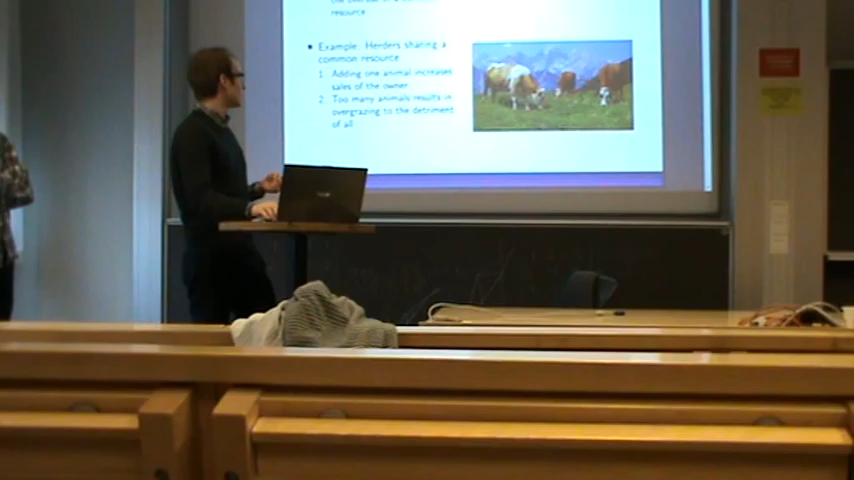 resource
Example: Herders sharing a
common resource
1. Adding one animal increases
sales of the owner
2. Too many animals results in
overgrazing to the detriment
of all